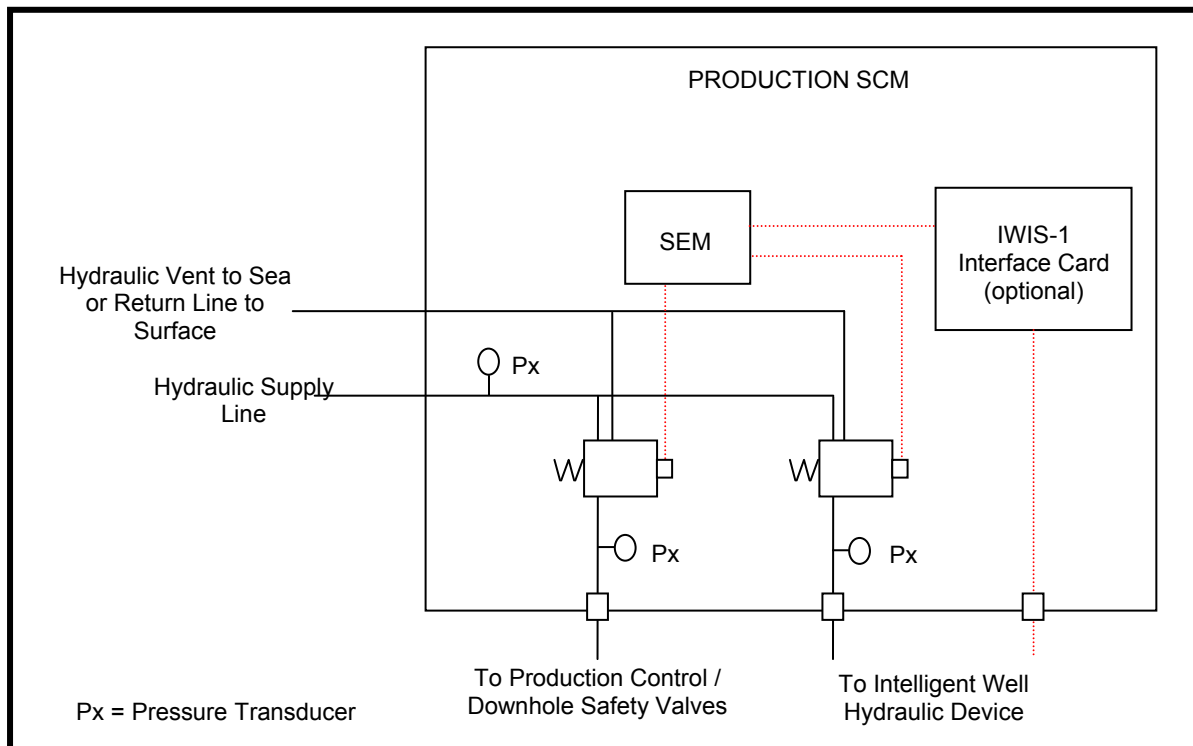 PRODUCTION SCM
SEM
IWIS-1
Interface Card
(optional)
Hydraulic Vent to Sea
or Return Line to
Surface
Px
Hydraulic Supply
Line
Px
Px
To Production Control /
Downhole Safety Valves
To Intelligent Well
Hydraulic Device
Px = Pressure Transducer